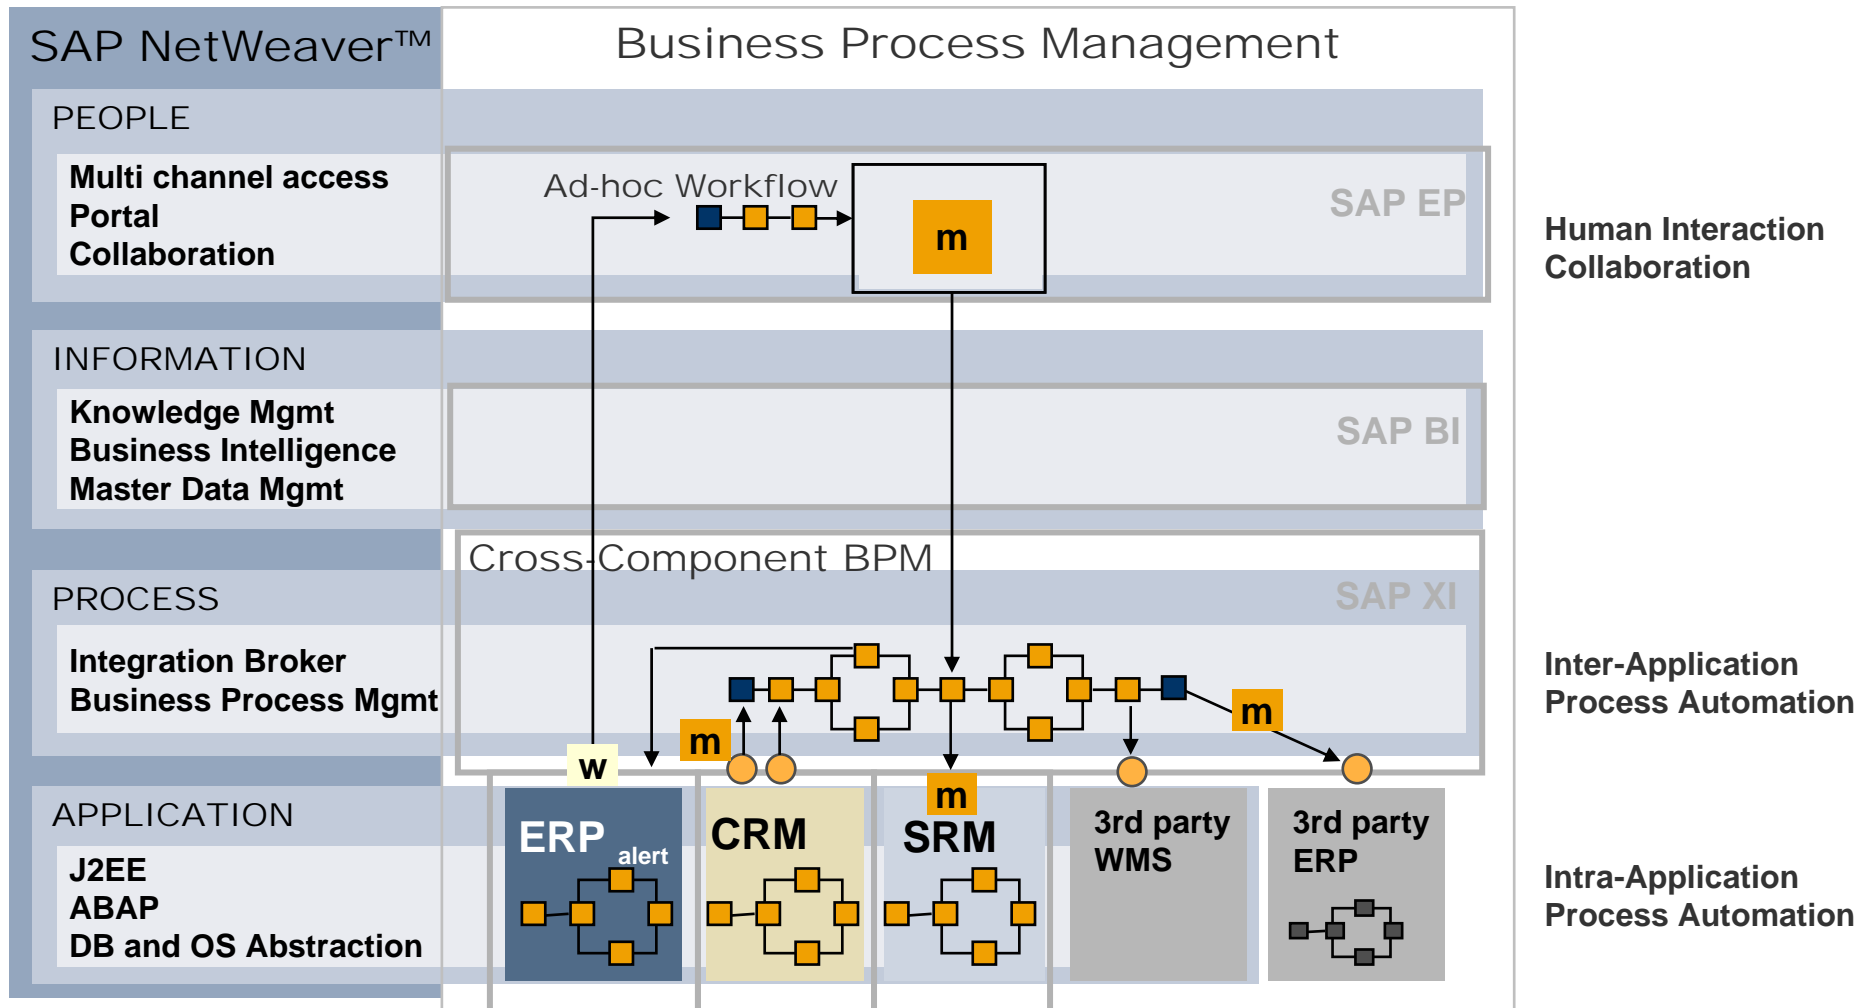 SAP NetWeaver™
Business Process Management
PEOPLE
Multi channel access
Portal
Collaboration
Ad-hoc Workflow
m
SAP EP
Human Interaction
Collaboration
INFORMATION
Knowledge Mgmt
Business Intelligence
Master Data Mgmt
SAP BI
Cross-Component BPM
PROCESS
SAP XI
Integration Broker
Business Process Mgmt
m
m
w
m
Inter-Application
Process Automation
APPLICATION
J2EE
ABAP
DB and OS Abstraction
ERP
alert
CRM
SRM
3rd party
WMS
3rd party
ERP
Intra-Application
Process Automation